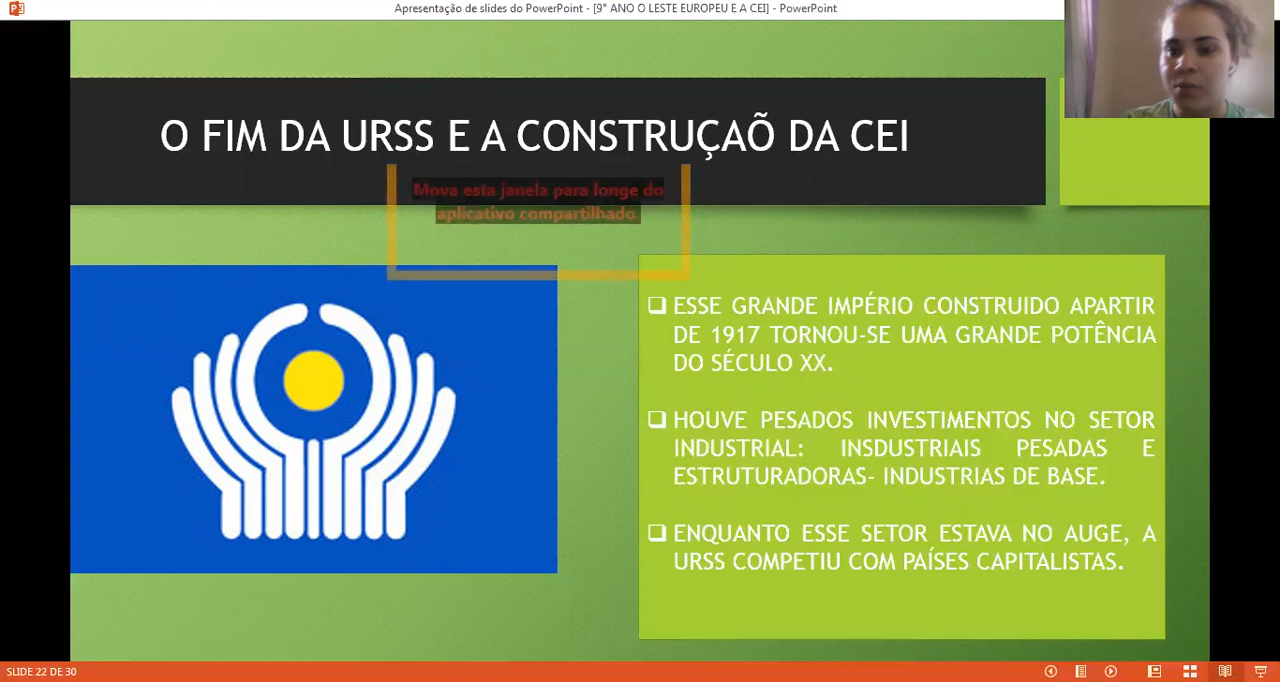 Apresentação de slides do PowerPoint - [9° ANO O LESTE EUROPEU E A CEI] - PowerPoint
O FIM DA URSS E A CONSTRUÇAÕ DA CEI
Mova esta janela para longe do
aplicativo compartilhado
ESSE GRANDE IMPÉRIO CONSTRUIDO APARTIR
DE 1917 TORNOU-SE UMA GRANDE POTÊNCIA
DO SÉCULO XX.
HOUVE PESADOS INVESTIMENTOS NO SETOR
INDUSTRIAL: INSDUSTRIAIS PESADAS E
ESTRUTURADORAS- INDUSTRIAS DE BASE.
ENQUANTO ESSE SETOR ESTAVA NO AUGE, A
URSS COMPETIU COM PAÍSES CAPITALISTAS.
SLIDE 22 DE 30